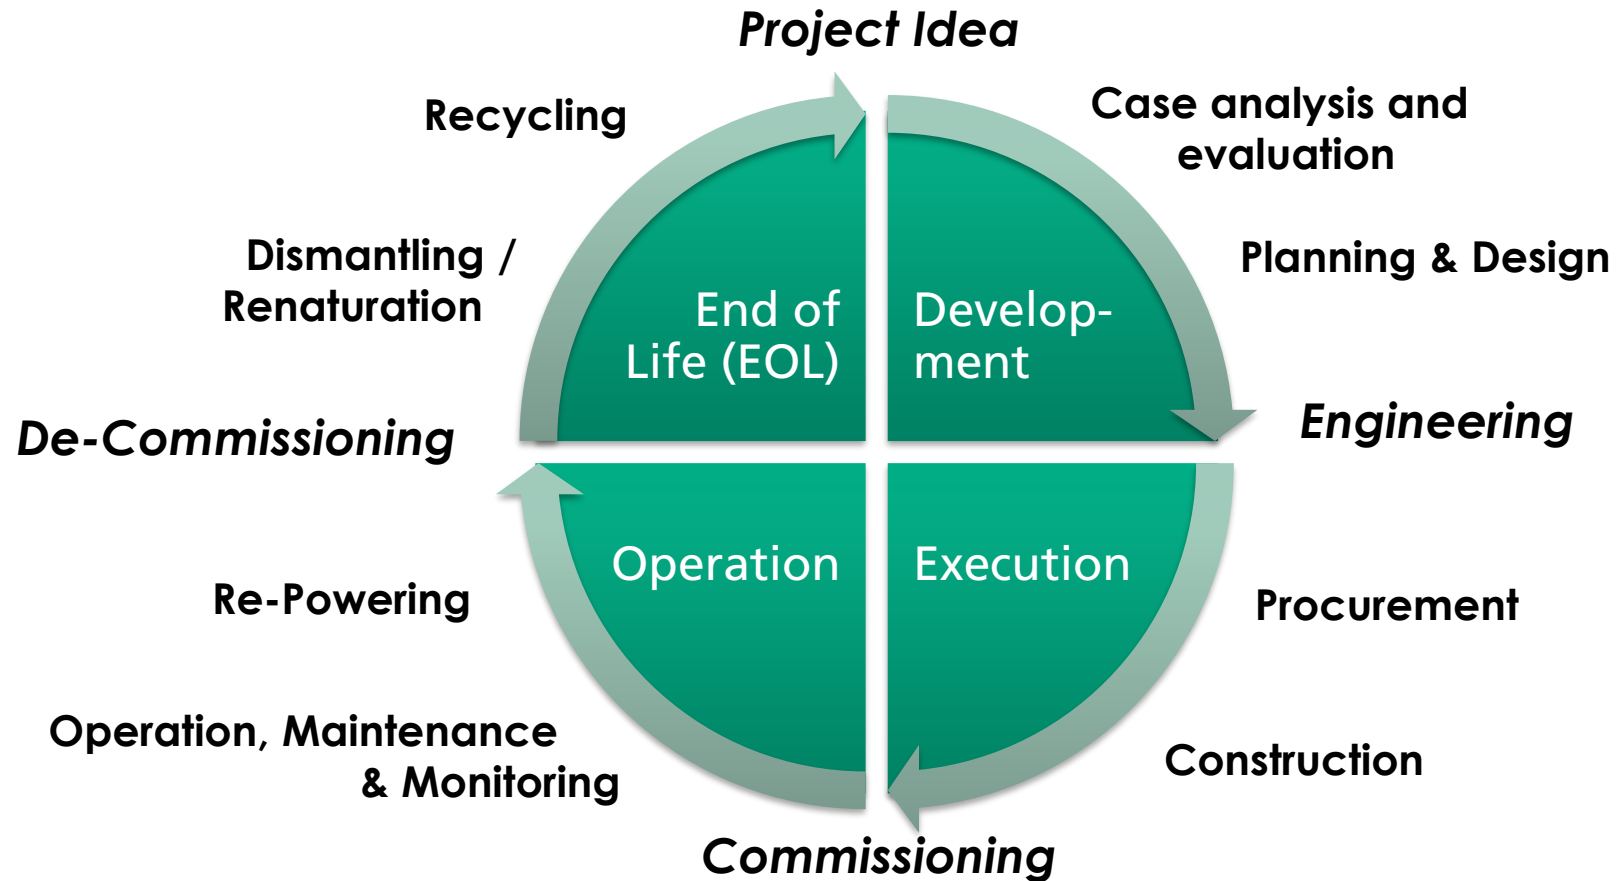 Project Idea
Case analysis and
evaluation
Planning & Design
Engineering
Procurement
Construction
Commissioning
Operation, Maintenance
& Monitoring
Re-Powering
De-Commissioning
Dismantling /
Renaturation
Recycling
End of
Life (EOL)
Develop-
ment
Operation
Execution